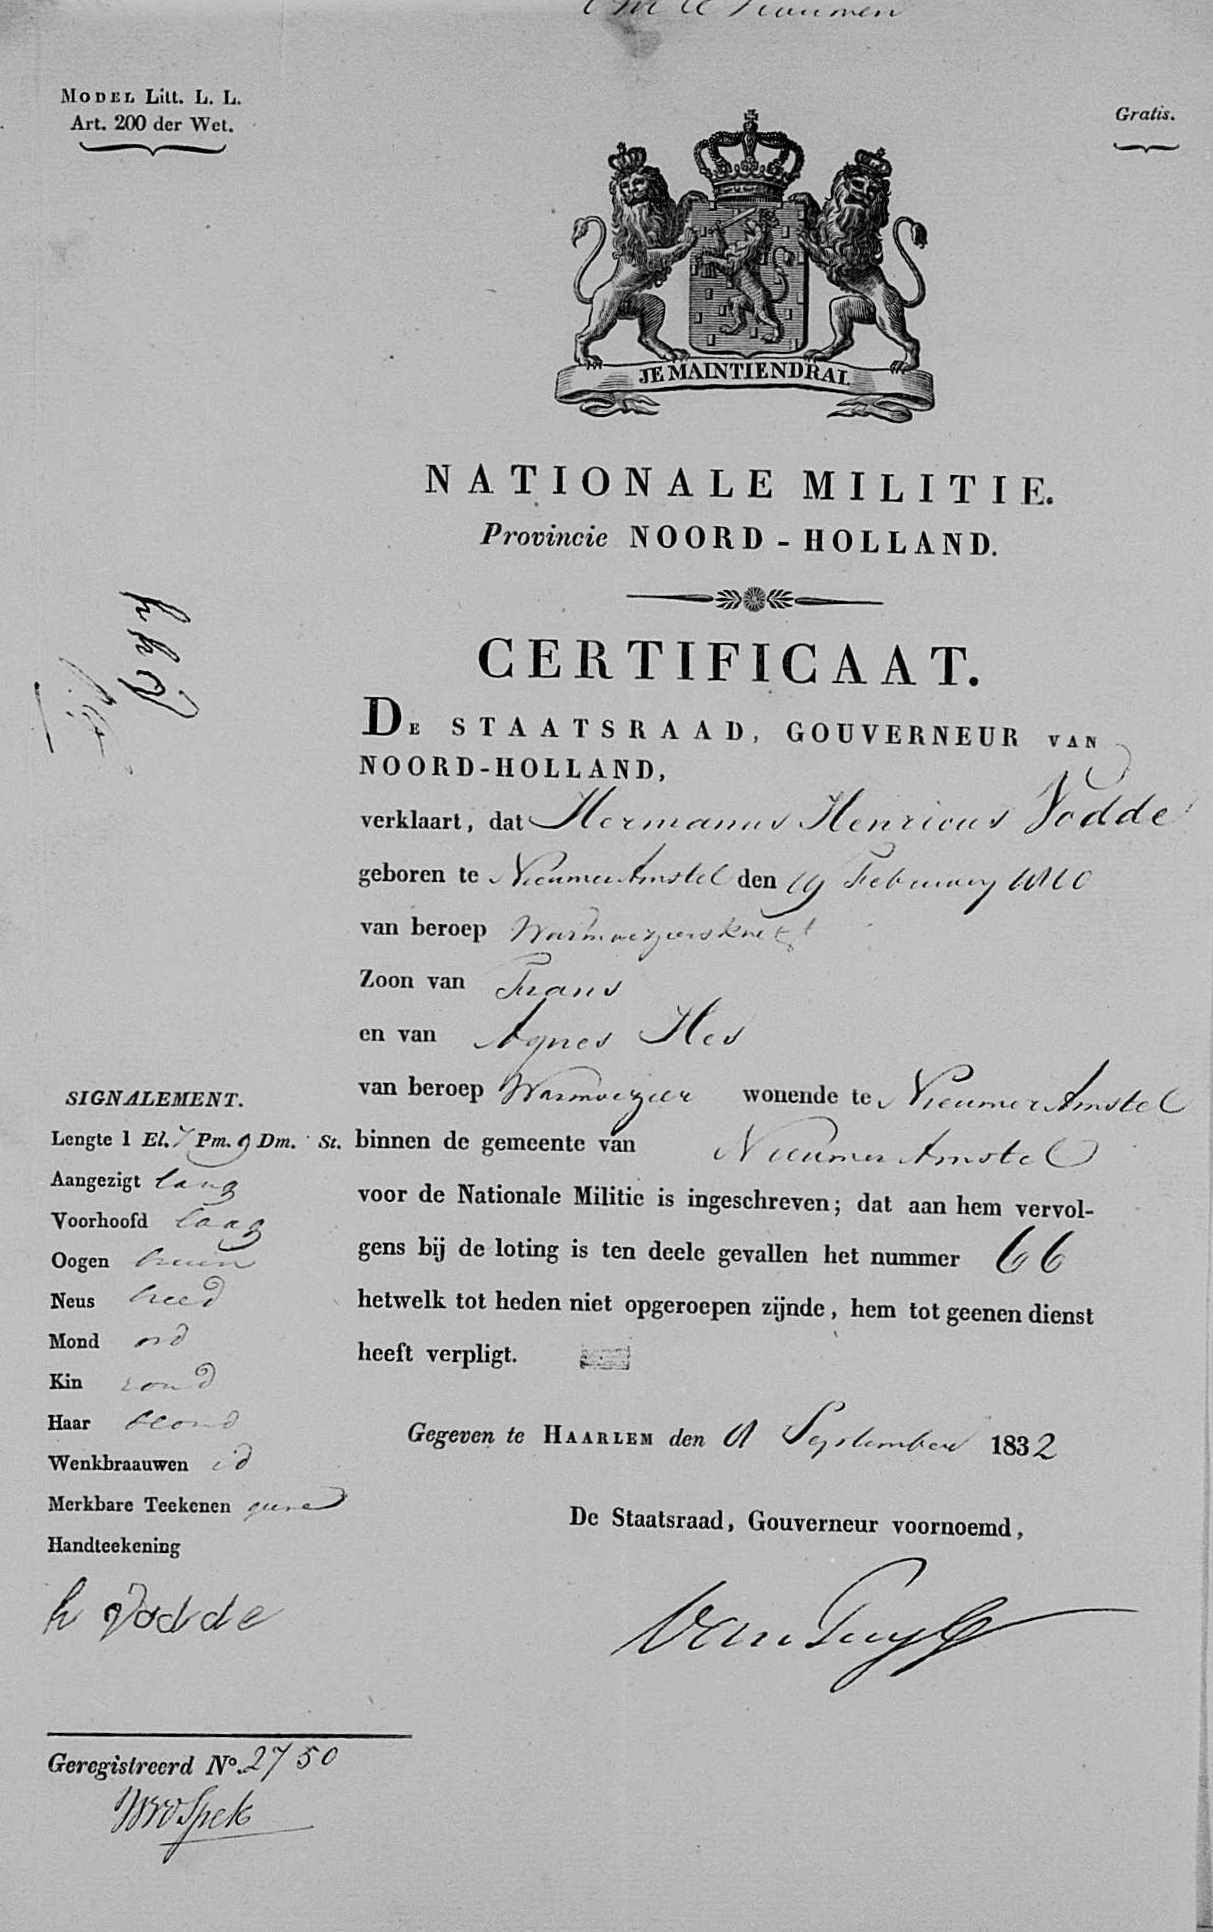 MODEL Litt. L. L.
Art. 200 der Wet.
Gratis.
JE MAINTIENDRAI.
NATIONALE MILITIE.
Provincie NOORD-HOLLAND.
CERTIFICAAT.
DE STAATSRAAD, GOUVERNEUR VAN
NOORD-HOLLAND,
verklaart, dat Hermanus Henricus Vodde
geboren te Nieuwer Amstel den 19 February 1810
van beroep Warmoeziersknegt
Zoon van Frans
en van Agnes Hes
van beroep Warmoezier wonende te Nieuwer Amstel
binnen de gemeente van Nieuwer Amstel
voor de Nationale Militie is ingeschreven; dat aan hem vervol-
gens bij de loting is ten deele gevallen het nummer 66
hetwelk tot heden niet opgeroepen zijnde, hem tot geenen dienst
heeft verpligt.
Gegeven te HAARLEM den September 1832
De Staatsraad, Gouverneur voornoemd,
SIGNALEMENT.
Lengte 1 El. 7 Pm. 9 Dm. St.
Aangezigt lang
Voorhoofd laag
Oogen bruin
Neus breed
Mond ord
Kin rond
Haar blond
Wenkbraauwen id
Merkbare Teekenen geene
Handteekening
h Vodde
Geregistreerd No. 2750